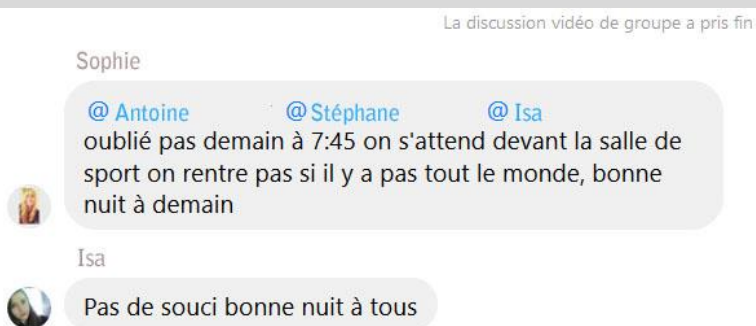 La discussion vidéo de groupe a pris fin
Sophie
@ Antoine @Stéphane @ Isa
oublié pas demain à 7:45 on s'attend devant la salle de
sport on rentre pas si il y a pas tout le monde, bonne
nuit à demain
Isa
Pas de souci bonne nuit à tous